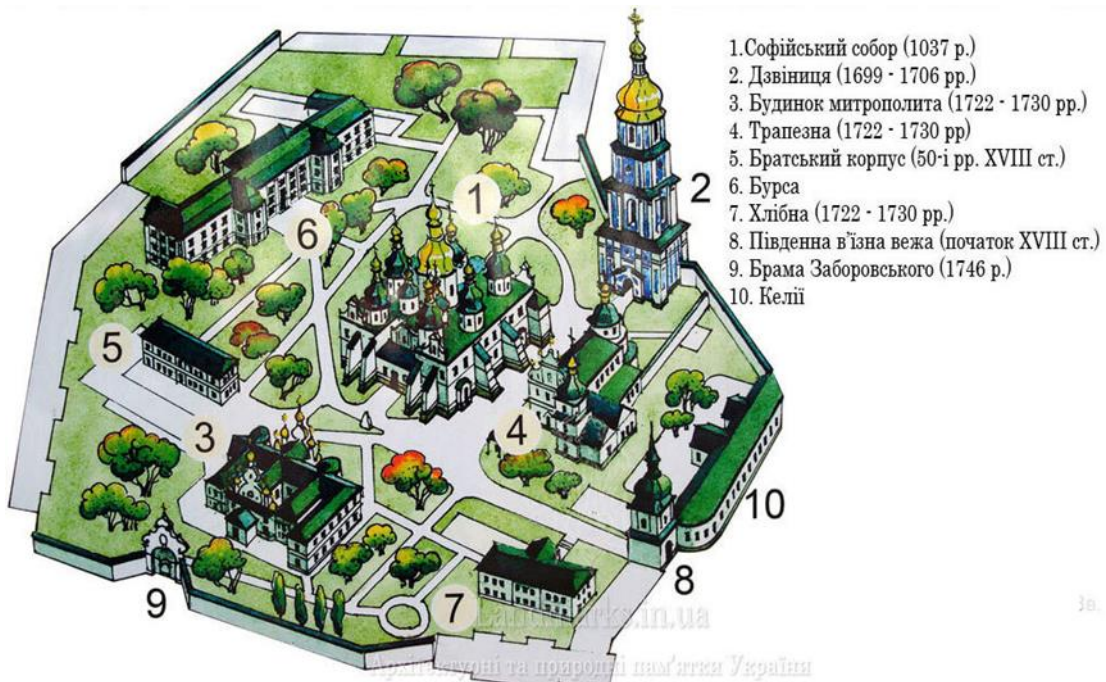 1.Софійський собор (1037 р.)
2. Дзвіниця (1699 - 1706 рр.)
3. Будинок митрополита (1722 - 1730 рр.)
4. Трапезна (1722 - 1730 рр)
5. Братський корпус (50-і рр. XVIII ст.)
6. Бурса
7. Хлібна (1722 - 1730 рр.)
8. Південна в'їзна вежа (початок XVIII ст.)
9. Брама Заборовського (1746 р.)
10. Келії
1
2
6
5
3
4
10
8
9
7
Landmarks.in.ua
Архітектурні та природні пам'ятки України